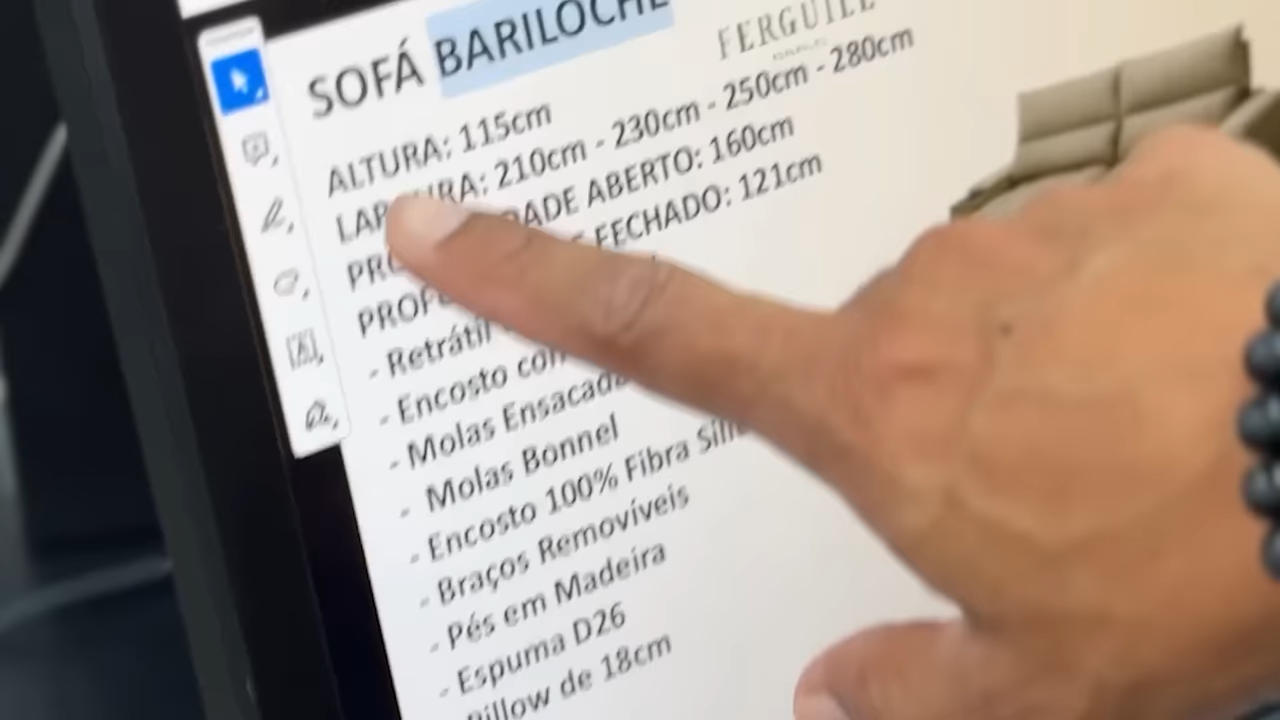 SOFÁ BARILOCHE
FERGUILE
ALTURA: 115cm
LARGURA: 210cm - 230cm - 250cm - 280cm
ABERTO: 160cm
FECHADO: 121cm
- Retrátil
- Encosto
- Molas
- Molas Bonnel
- Encosto 100% Fibra
- Braços Removíveis
- Pés em Madeira
- Espuma D26
Pillow de 18cm